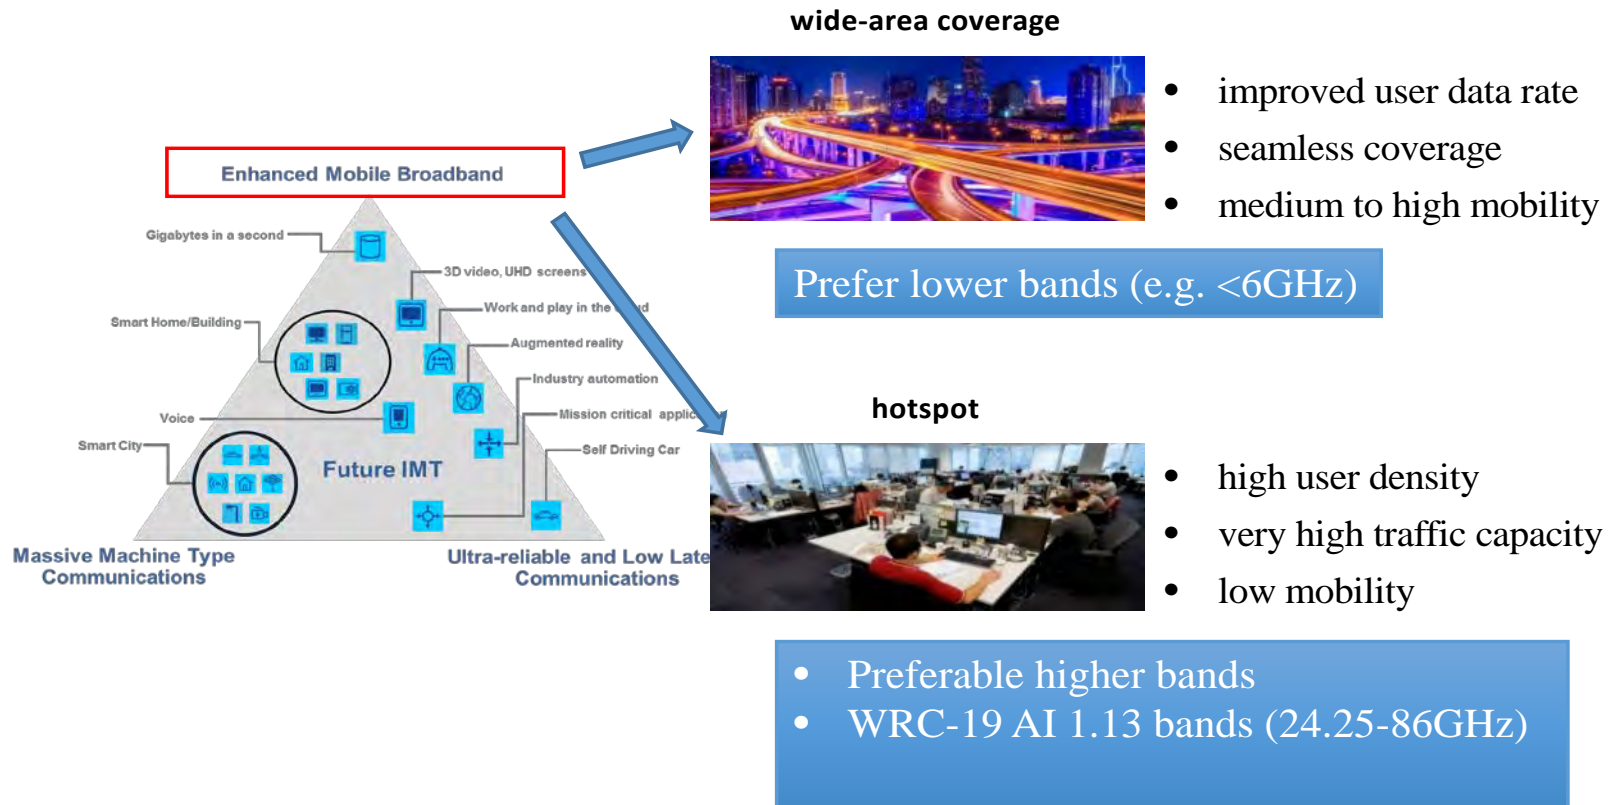 wide-area coverage
• improved user data rate
• seamless coverage
• medium to high mobility
Prefer lower bands (e.g. <6GHz)
Enhanced Mobile Broadband
Gigabytes in a second
3D video, UHD screens
Work and play in the
Smart Home/Building
Augmented reality
Industry automation
Voice
Mission critical
Smart City
Self Driving Car
Future IMT
Massive Machine Type
Communications
Ultra-reliable and Low Late
Communications
hotspot
• high user density
• very high traffic capacity
• low mobility
• Preferable higher bands
• WRC-19 AI 1.13 bands (24.25-86GHz)